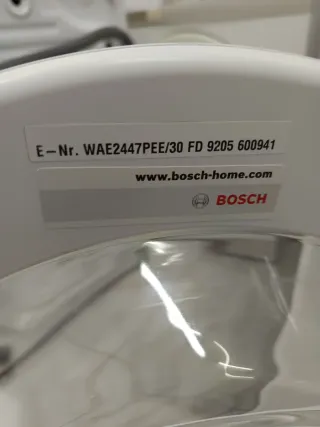 E-Nr. WAE2447PEE/30 FD 9205 600941
www.bosch-home.com
BOSCH